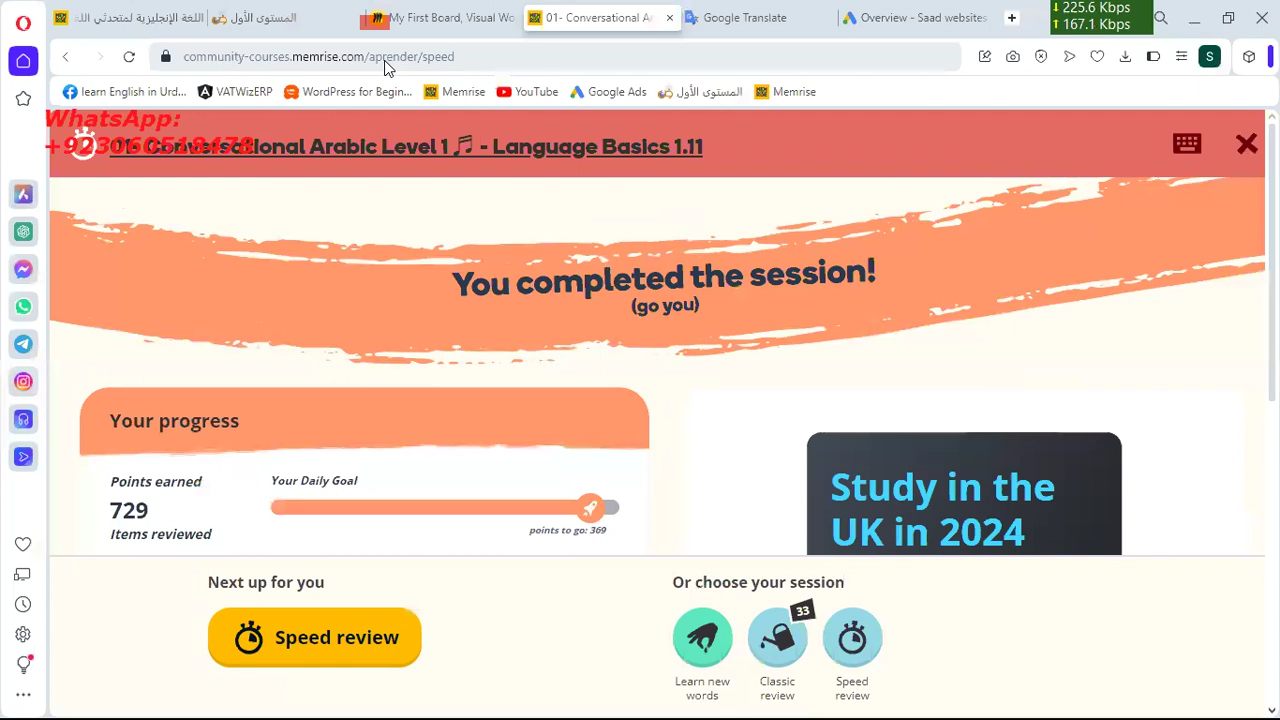 اللغة الإنجليزية لمتحدثي الل
المستوى الأول
My First Board, Visual Wo
01- Conversational A
Google Translate
Overview - Saad websites
↓ 225.6 Kbps
↑ 167.1 Kbps
community-courses.memrise.com/aprender/speed
S
learn English in Urd...
VATWizERP
WordPress for Begin...
Memrise
YouTube
Google Ads
المستوى الأول
Memrise
WhatsApp:
+923060518478
01- Conversational Arabic Level 1 🎵 - Language Basics 1.11
You completed the session!
(go you)
Your progress
Points earned
Your Daily Goal
729
points to go: 369
Items reviewed
Study in the
UK in 2024
Next up for you
Or choose your session
Speed review
33
Learn new
words
Classic
review
Speed
review